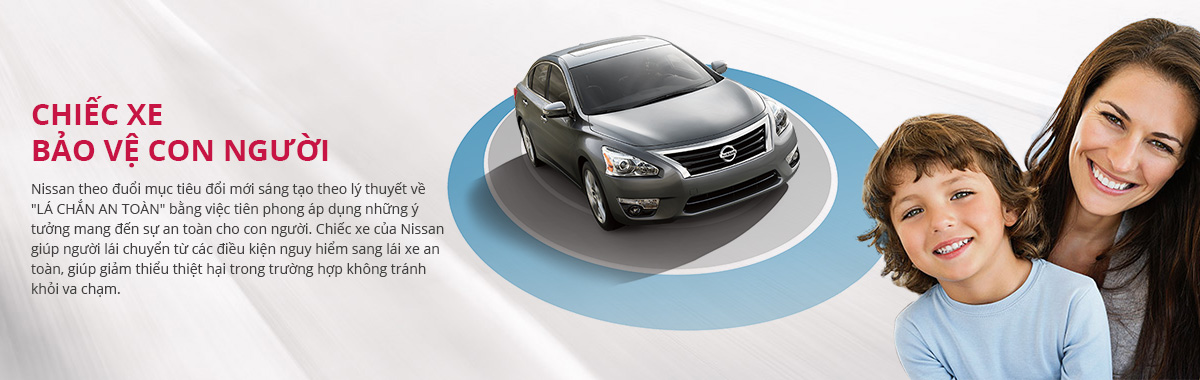 CHIẾC XE
BẢO VỆ CON NGƯỜI
Nissan theo đuổi mục tiêu đổi mới sáng tạo theo lý thuyết về
"LÁ CHẮN AN TOÀN" bằng việc tiên phong áp dụng những ý
tưởng mang đến sự an toàn cho con người. Chiếc xe của Nissan
giúp người lái chuyển từ các điều kiện nguy hiểm sang lái xe an
toàn, giúp giảm thiểu thiệt hại trong trường hợp không tránh
khỏi va chạm.